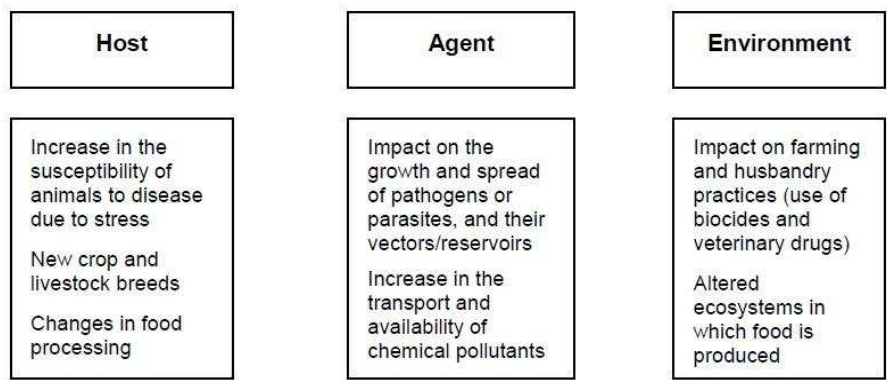 Host
Increase in the
susceptibility of
animals to disease
due to stress
New crop and
livestock breeds
Changes in food
processing
Agent
Impact on the
growth and spread
of pathogens or
parasites, and their
vectors/reservoirs
Increase in the
transport and
availability of
chemical pollutants
Environment
Impact on farming
and husbandry
practices (use of
biocides and
veterinary drugs)
Altered
ecosystems in
which food is
produced